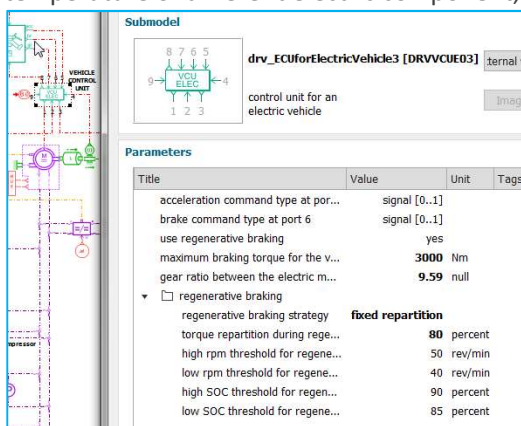 Submodel
8 7 6 5
9 VCU ELEC 4
1 2 3
drv_ECUforElectricVehicle3 [DRVVCUE03]
control unit for an
electric vehicle
VEHICLE
CONTROL
UNIT
Parameters
Title Value Unit Tags
acceleration command type at por... signal [0..1]
brake command type at port 6 signal [0..1]
use regenerative braking yes
maximum braking torque for the v... 3000 Nm
gear ratio between the electric m... 9.59 null
regenerative braking
regenerative braking strategy fixed repartition
torque repartition during rege... 80 percent
high rpm threshold for regene... 50 rev/min
low rpm threshold for regene... 40 rev/min
high SOC threshold for regen... 90 percent
low SOC threshold for regene... 85 percent